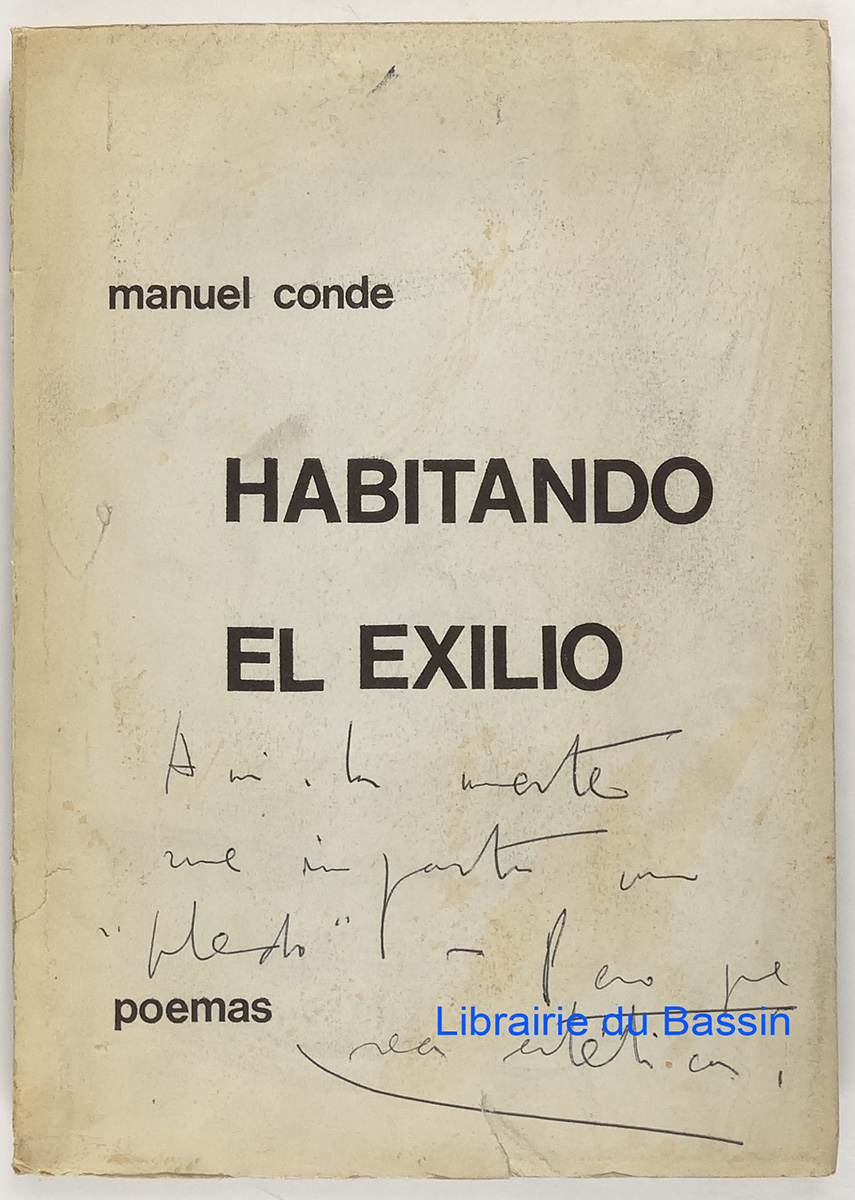 manuel conde
HABITANDO
EL EXILIO
A mi, la muerte
me importa un
"pledo" - Pero que
poemas
Librairie du Bassin
sea estética.